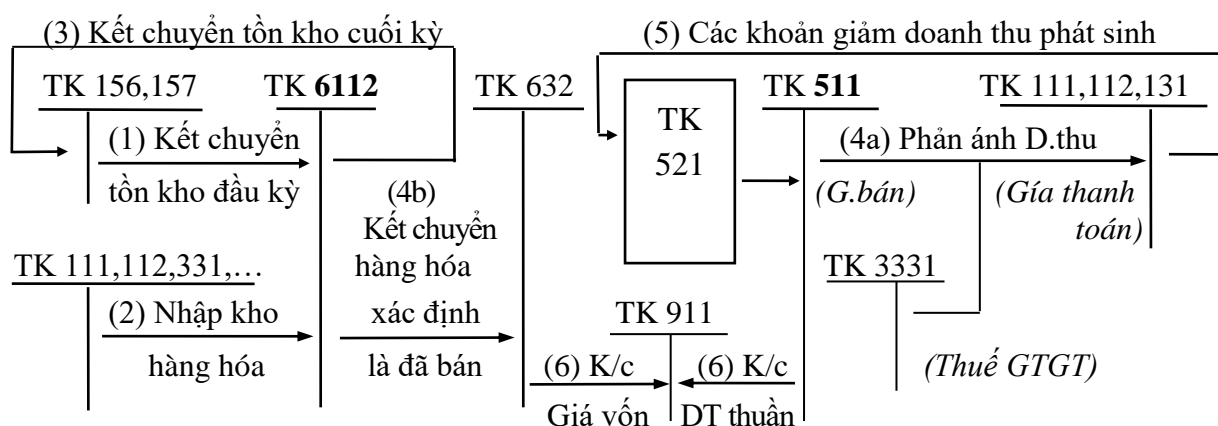 (3) Kết chuyển tồn kho cuối kỳ
(5) Các khoản giảm doanh thu phát sinh
TK 156,157
TK 6112
TK 632
TK
521
TK 511
TK 111,112,131
(1) Kết chuyển
tồn kho đầu kỳ
(4b)
Kết chuyển
hàng hóa
xác định
là đã bán
(4a) Phản ánh D.thu
(G.bán)
(Gía thanh
toán)
TK 111,112,331,…
(2) Nhập kho
hàng hóa
TK 3331
(Thuế GTGT)
TK 911
(6) K/c
Giá vốn
(6) K/c
DT thuần